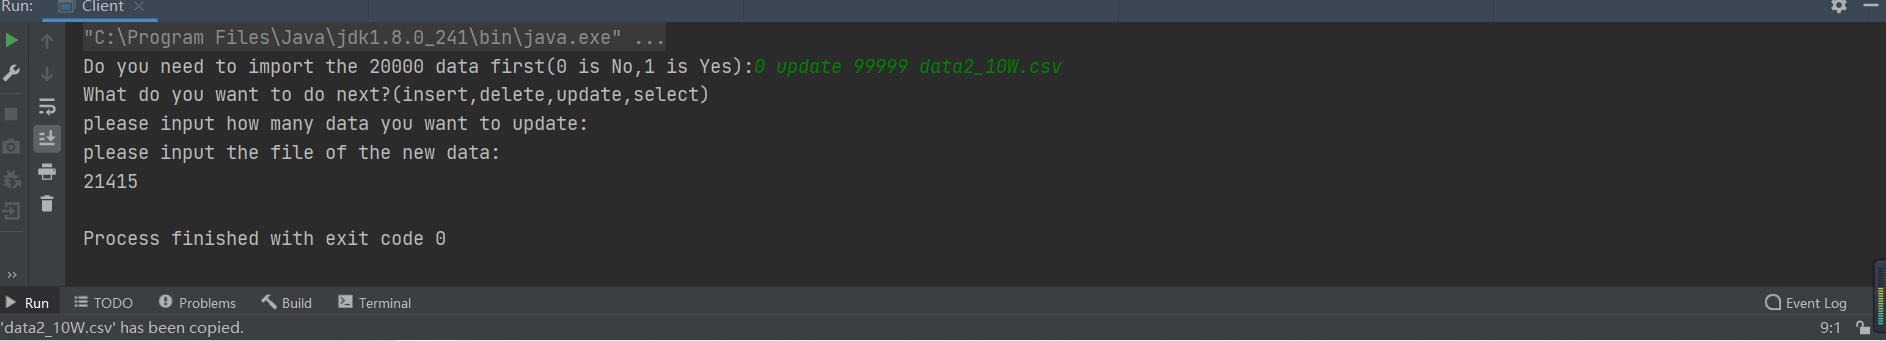 Run: Client
"C:\Program Files\Java\jdk1.8.0_241\bin\java.exe" ...
Do you need to import the 20000 data first(0 is No,1 is Yes):0 update 99999 data2_10W.csv
What do you want to do next?(insert,delete,update,select)
please input how many data you want to update:
please input the file of the new data:
21415
Process finished with exit code 0
Run TODO Problems Build Terminal Event Log
'data2_10W.csv' has been copied. 9:1